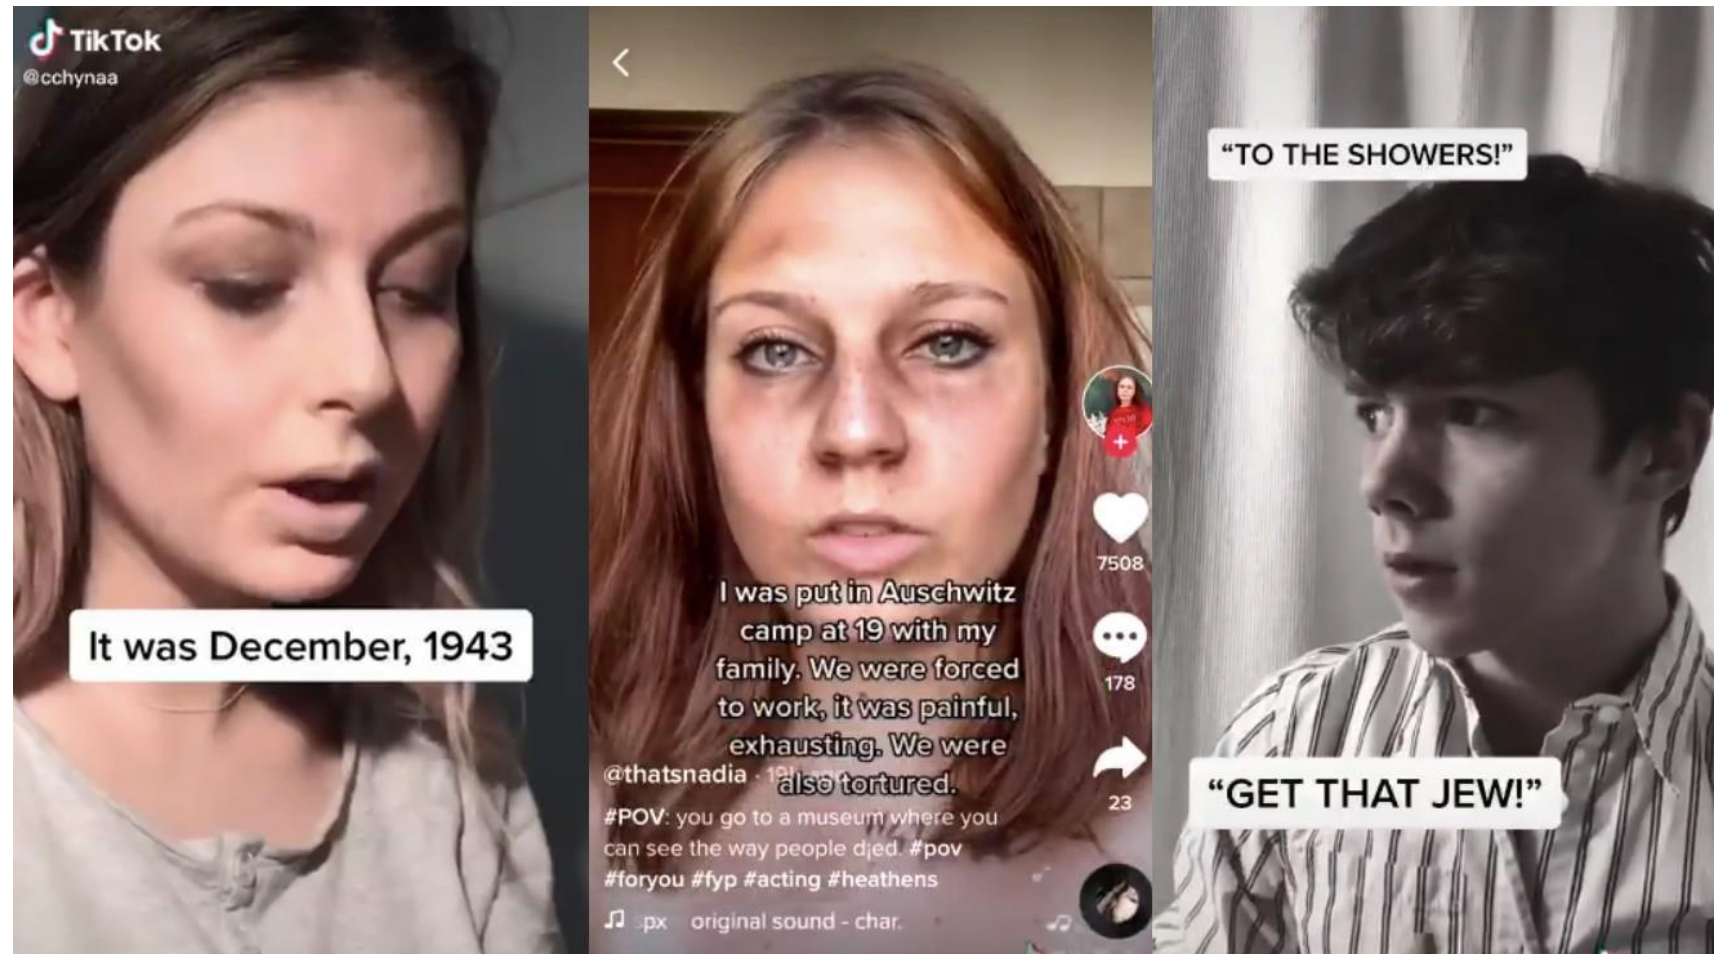 TikTok
@cchynaa
It was December, 1943
I was put in Auschwitz
camp at 19 with my
family. We were forced
to work, it was painful,
exhausting. We were
also tortured.
@thatsnadia
#POV: you go to a museum where you
can see the way people d¡ed. #pov
#foryou #fyp #acting #heathens
px original sound - char.
7508
178
23
“TO THE SHOWERS!”
“GET THAT JEW!”